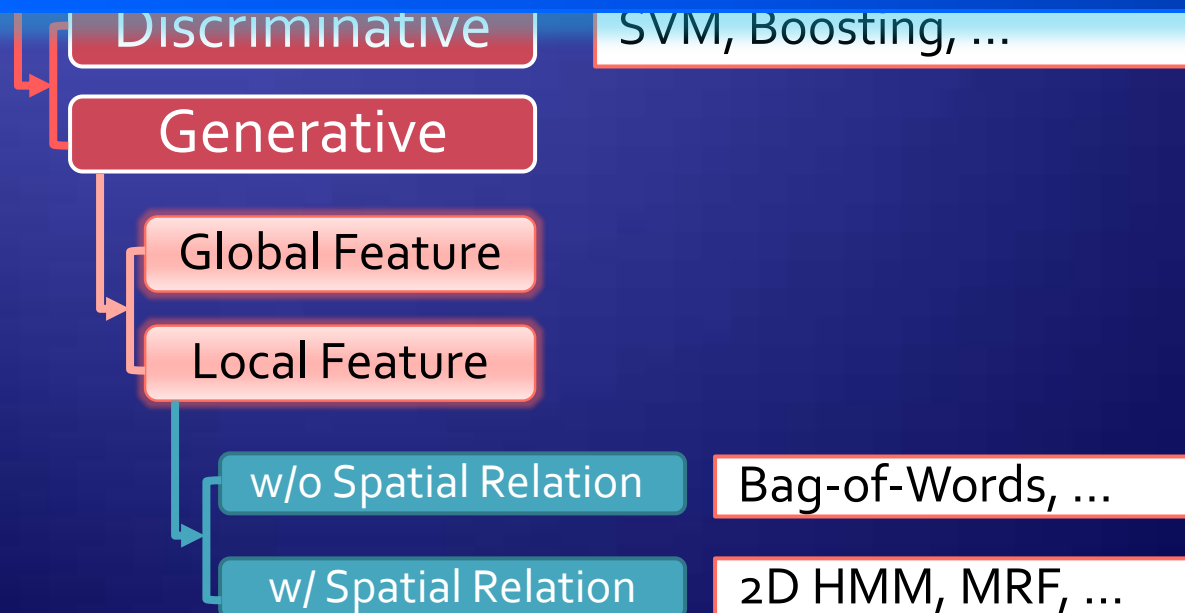 Discriminative
SVM, Boosting, ...
Generative
Global Feature
Local Feature
w/o Spatial Relation
Bag-of-Words, ...
w/ Spatial Relation
2D HMM, MRF, ...